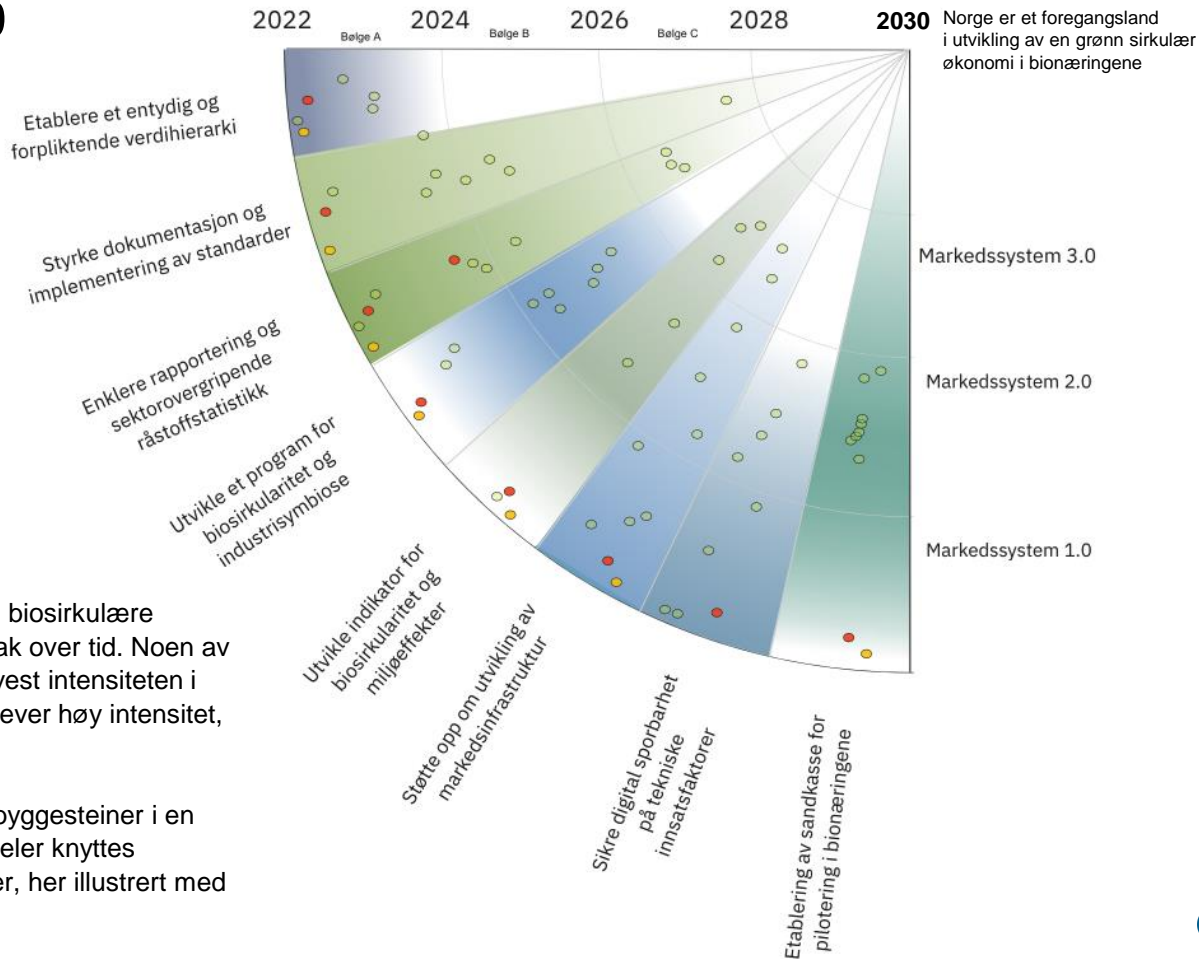 2022
2024
2026
2028
2030
Bølge A
Bølge B
Bølge C
Norge er et foregangsland
i utvikling av en grønn sirkulær
økonomi i bionæringene
Etablere et entydig og
forpliktende verdihierarki
Styrke dokumentasjon og
implementering av standarder
Enklere rapportering og
sektorovergripende
råstoffstatistikk
Utvikle et program for
biosirkularitet og
industrisymbiose
Utvikle indikator for
biosirkularitet og
miljøeffekter
Støtte opp om utvikling av
markedsinfrastruktur
Sikre digital sporbarhet
på tekniske
innsatsfaktorer
Etablering av sandkasse for
pilotering i bionæringene
Markedssystem 3.0
Markedssystem 2.0
Markedssystem 1.0
biosirkulære
ak over tid. Noen av
vest intensiteten i
ever høy intensitet,
byggesteiner i en
eler knyttes
er, her illustrert med